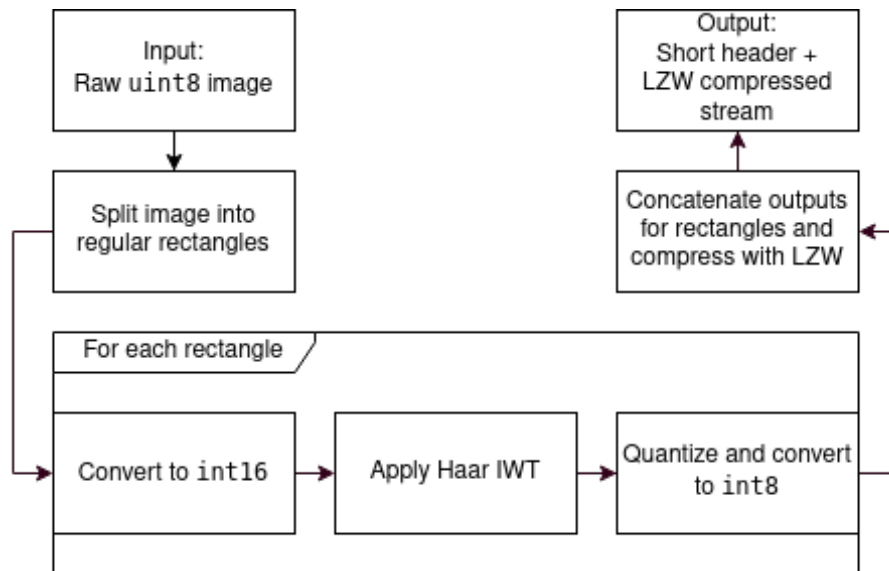 Input:
Raw uint8 image
Split image into
regular rectangles
For each rectangle
Convert to int16
Apply Haar IWT
Quantize and convert
to int8
Concatenate outputs
for rectangles and
compress with LZW
Output:
Short header +
LZW compressed
stream